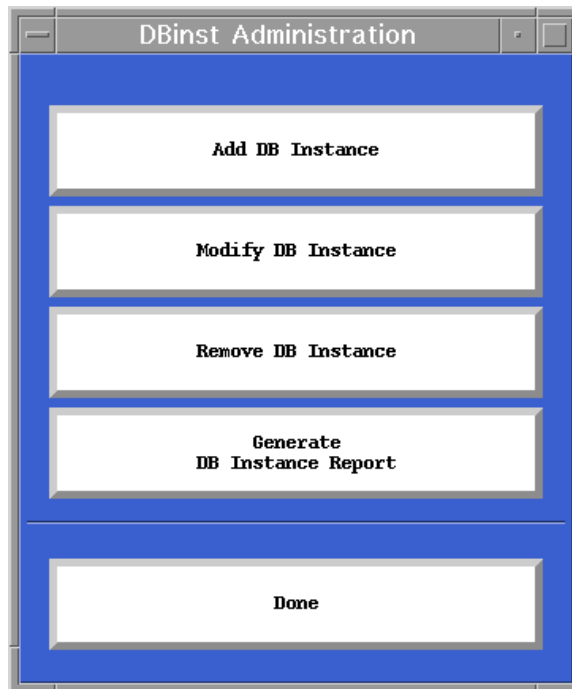 DBinst Administration
Add DB Instance
Modify DB Instance
Remove DB Instance
Generate
DB Instance Report
Done